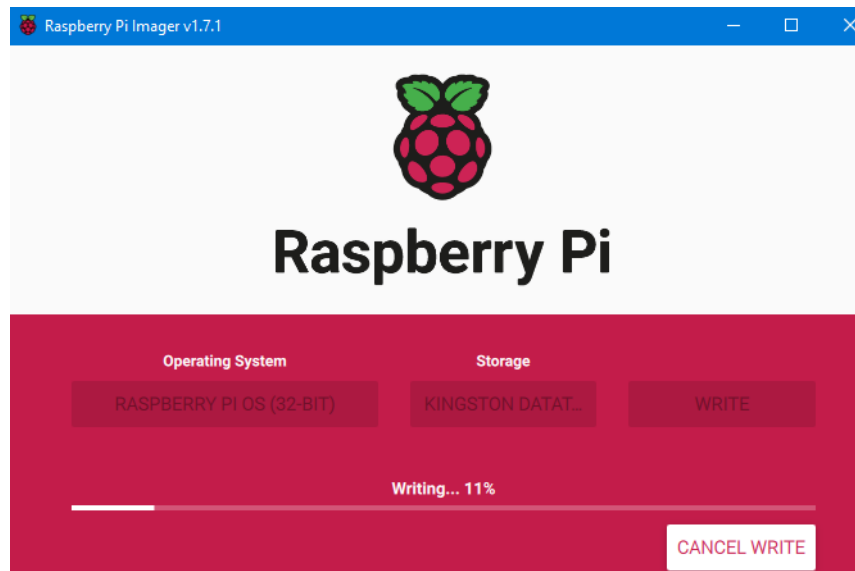 Raspberry Pi Imager v1.7.1
Raspberry Pi
Operating System
Storage
RASPBERRY PI OS (32-BIT)
KINGSTON DATAT...
WRITE
Writing... 11%
CANCEL WRITE